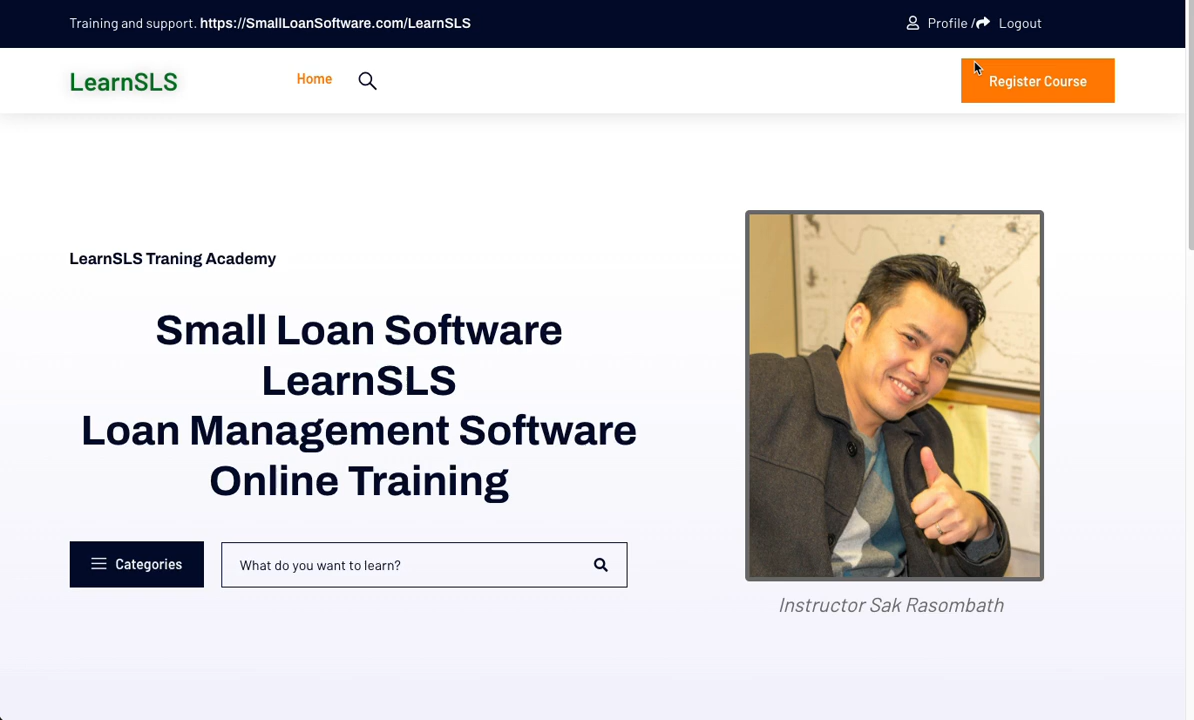 Training and support. https://SmallLoanSoftware.com/LearnSLS
Profile / Logout
LearnSLS
Home
Register Course
LearnSLS Traning Academy
Small Loan Software
LearnSLS
Loan Management Software
Online Training
Categories
What do you want to learn?
Instructor Sak Rasombath